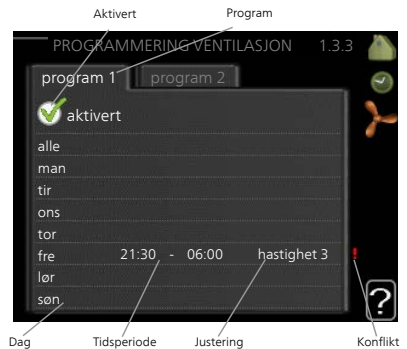 Aktivert Program
PROGRAMMERING VENTILASJON 1.3.3
program 1 program 2
aktivert
alle
man
tir
ons
tor
fre 21:30 - 06:00 hastighet 3 !
lør
søn
?
Dag Tidsperiode Justering Konflikt